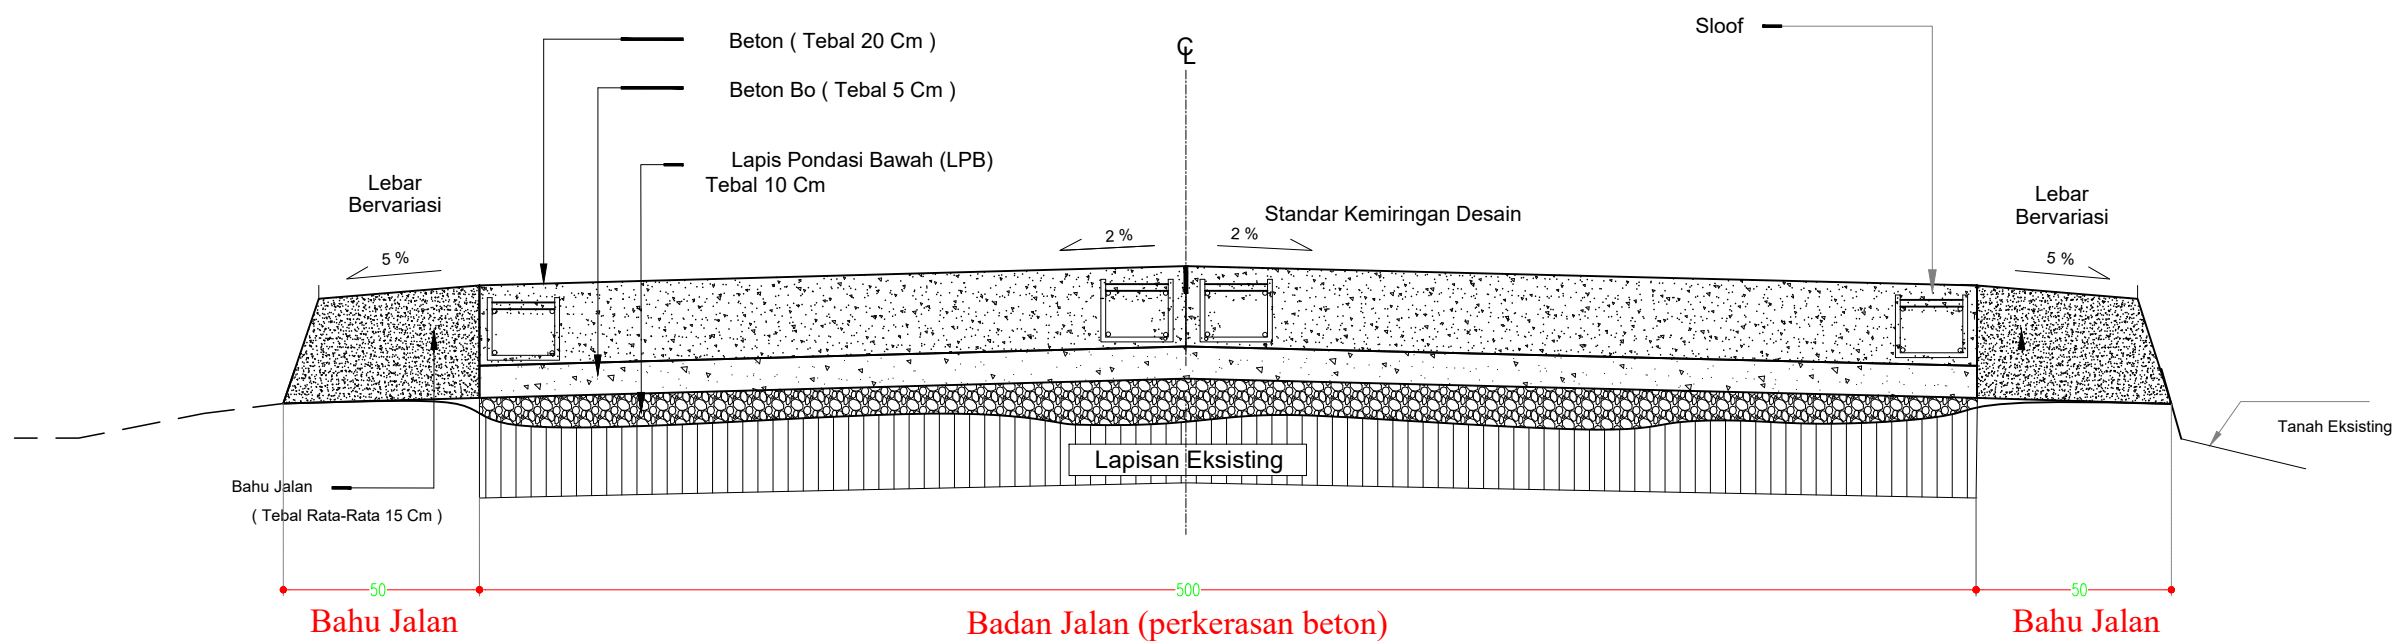 Sloof
Beton ( Tebal 20 Cm )
CL
Beton Bo ( Tebal 5 Cm )
Lapis Pondasi Bawah (LPB)
Tebal 10 Cm
Lebar
Bervariasi
Lebar
Bervariasi
Standar Kemiringan Desain
2 %
2 %
5 %
5 %
Tanah Eksisting
Lapisan Eksisting
Bahu Jalan
( Tebal Rata-Rata 15 Cm )
50
500
50
Bahu Jalan
Badan Jalan (perkerasan beton)
Bahu Jalan